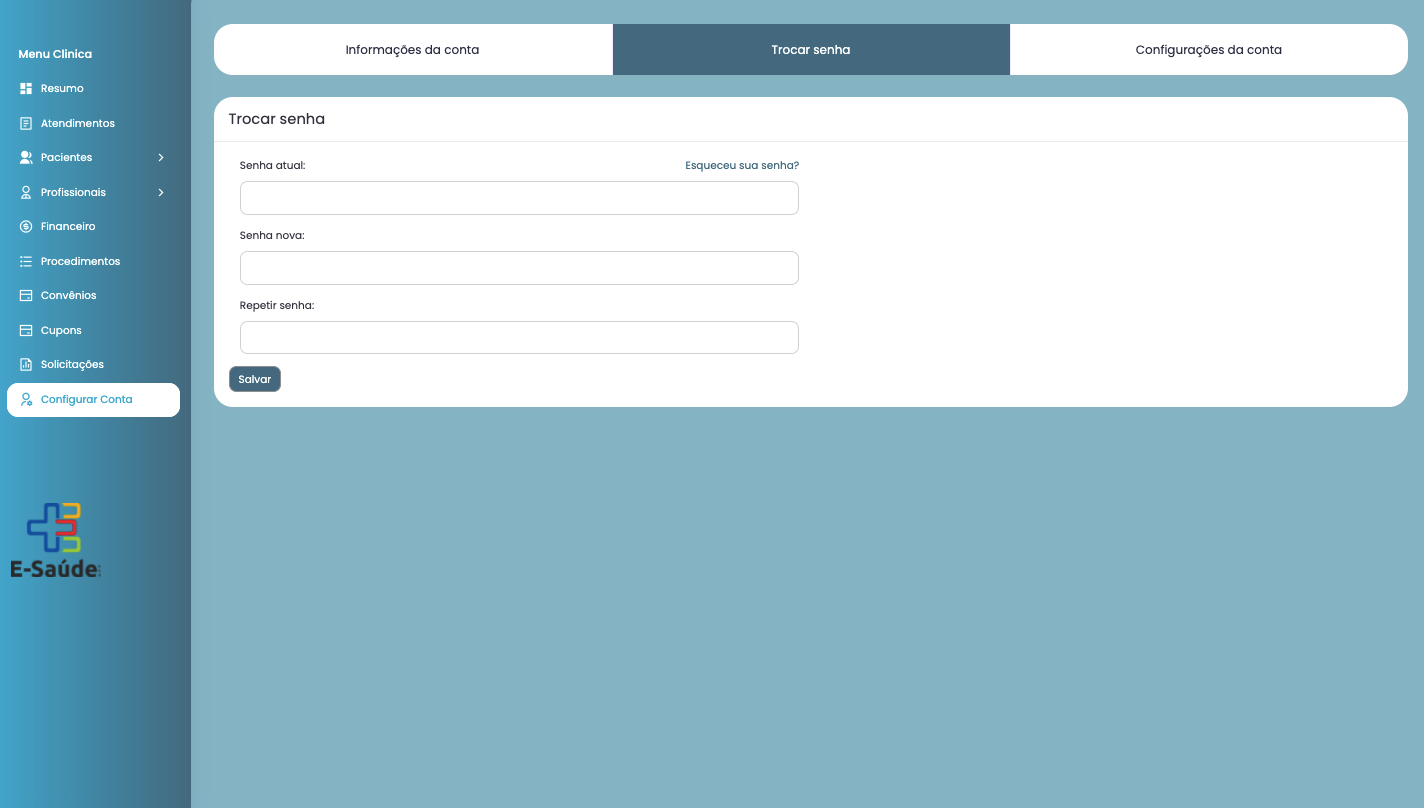 Menu Clinica
Resumo
Atendimentos
Pacientes
Profissionais
Financeiro
Procedimentos
Convênios
Cupons
Solicitações
Configurar Conta
E-Saúde
Informações da conta
Trocar senha
Configurações da conta
Trocar senha
Senha atual:
Esqueceu sua senha?
Senha nova:
Repetir senha:
Salvar